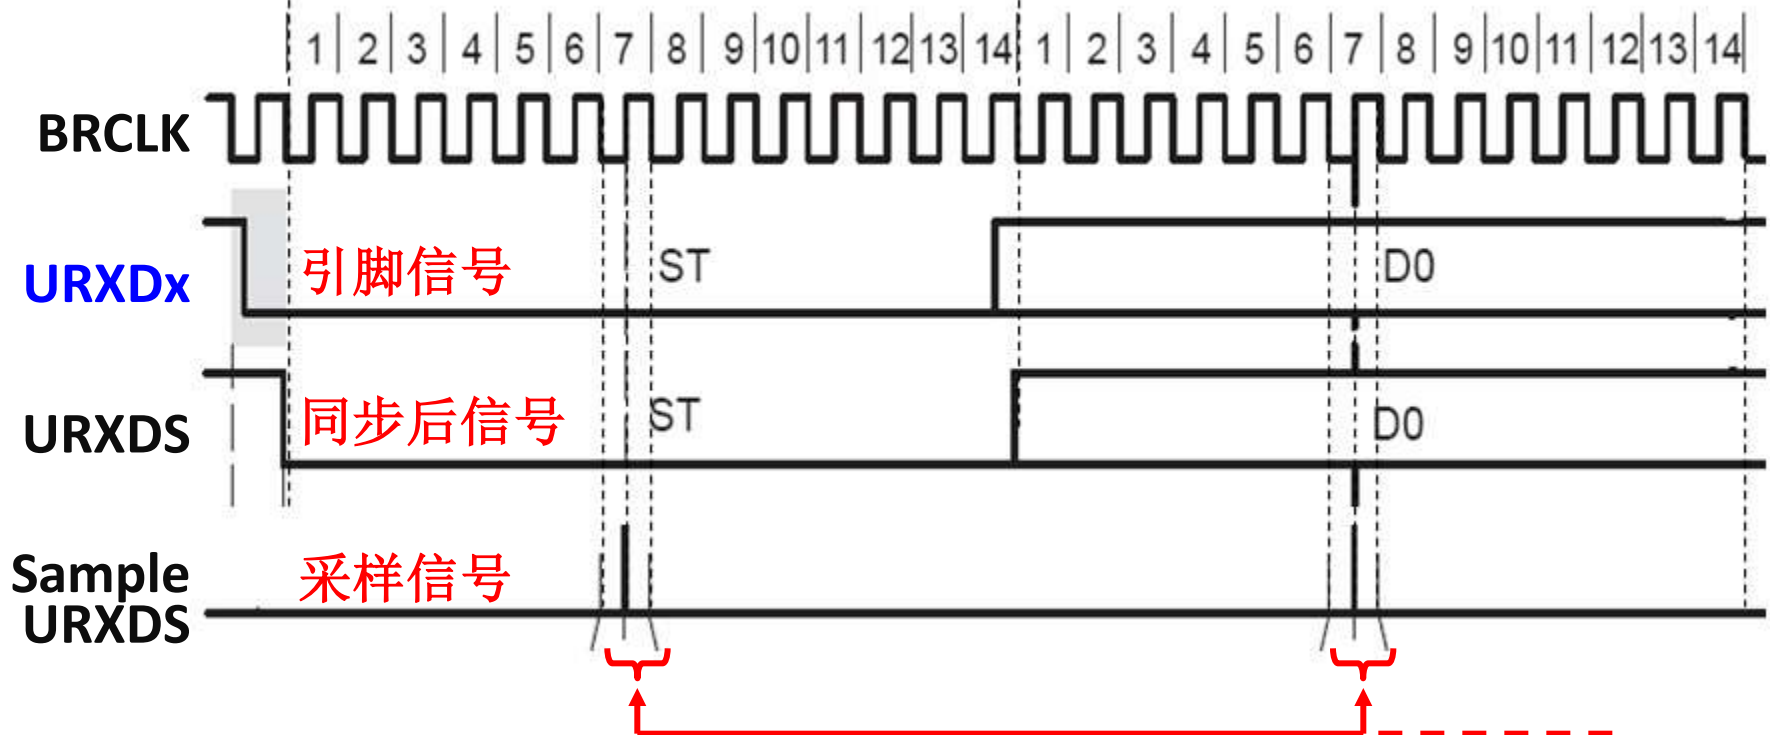 1 2 3 4 5 6 7 8 9 10 11 12 13 14 1 2 3 4 5 6 7 8 9 10 11 12 13 14
BRCLK
URXDx 引脚信号 ST D0
URXDS 同步后信号 ST D0
Sample 采样信号
URXDS